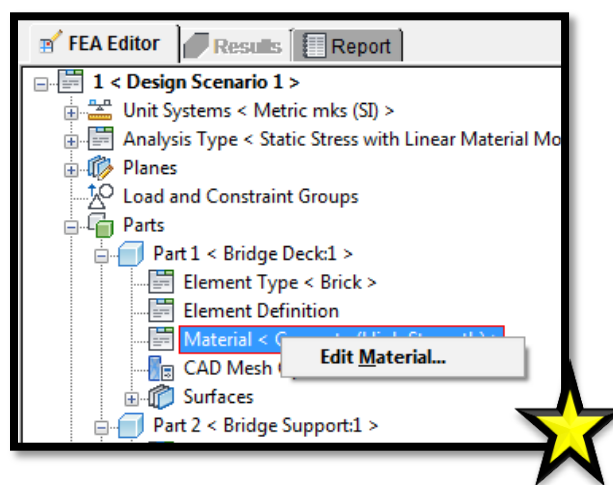 FEA Editor Results Report
1 < Design Scenario 1 >
Unit Systems < Metric mks (SI) >
Analysis Type < Static Stress with Linear Material Mo
Planes
Load and Constraint Groups
Parts
Part 1 < Bridge Deck:1 >
Element Type < Brick >
Element Definition
Material <
Edit Material...
CAD Mesh
Surfaces
Part 2 < Bridge Support:1 >